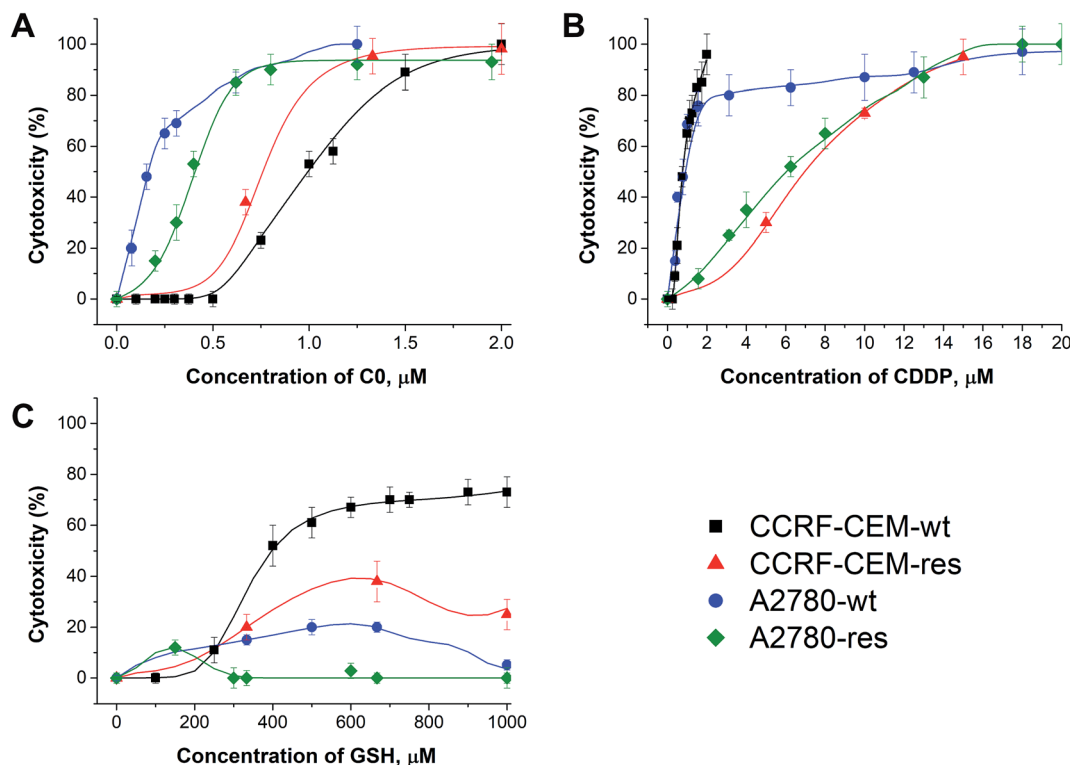 A
Cytotoxicity (%)
100
80
60
40
20
0
0.0 0.5 1.0 1.5 2.0
Concentration of C0, μM
B
Cytotoxicity (%)
100
80
60
40
20
0
0 2 4 6 8 10 12 14 16 18 20
Concentration of CDDP, μM
C
Cytotoxicity (%)
100
80
60
40
20
0
0 200 400 600 800 1000
Concentration of GSH, μM
CCRF-CEM-wt
CCRF-CEM-res
A2780-wt
A2780-res